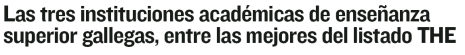 Las tres instituciones académicas de enseñanza
superior gallegas, entre las mejores del listado THE